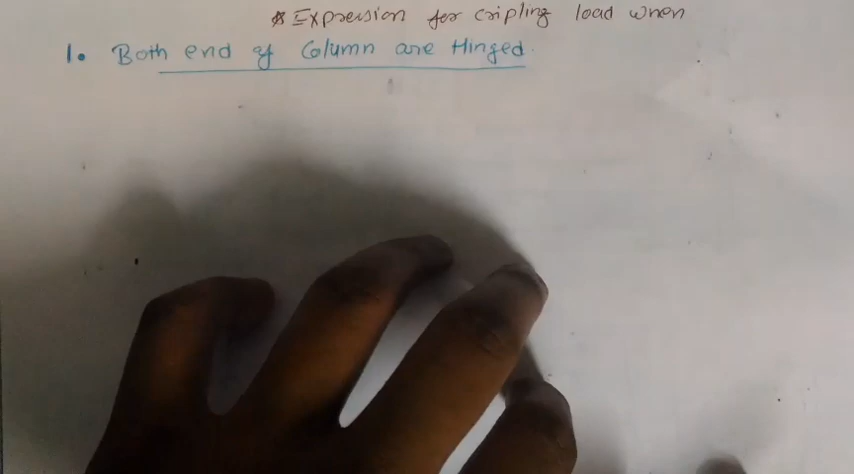 * Expression for cripling load when
1. Both end of Column are Hinged.